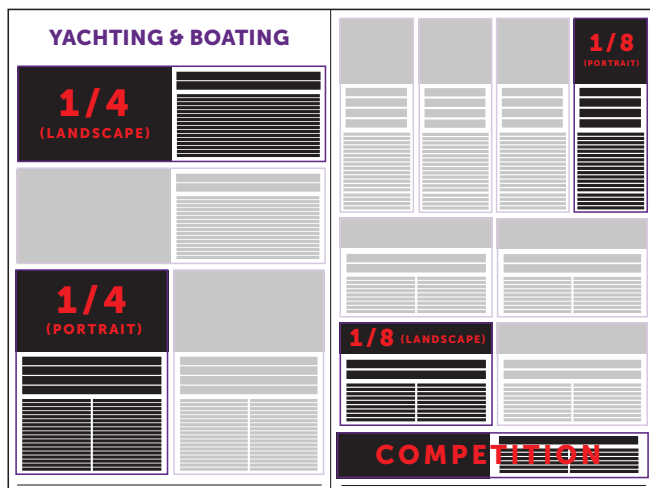 YACHTING & BOATING
1/4
(LANDSCAPE)
1/4
(PORTRAIT)
1/8
(PORTRAIT)
1/8 (LANDSCAPE)
COMPETITION